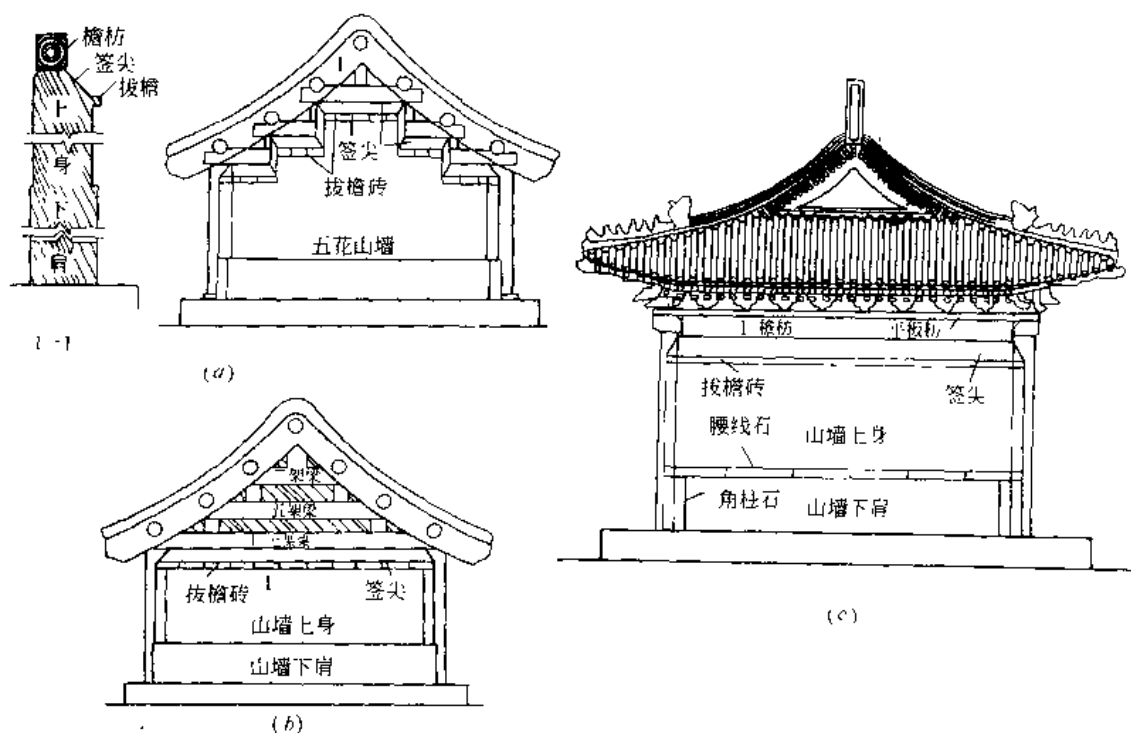 檐枋
签尖
拔檐
上
身
下
肩
1-1
(a)
1
签尖
拔檐砖
五花山墙
架梁
五架梁
架梁
拔檐砖
1
签尖
山墙上身
山墙下肩
(b)
1
檐枋
平板枋
拔檐砖
签尖
腰线石
山墙上身
角柱石
山墙下肩
(c)